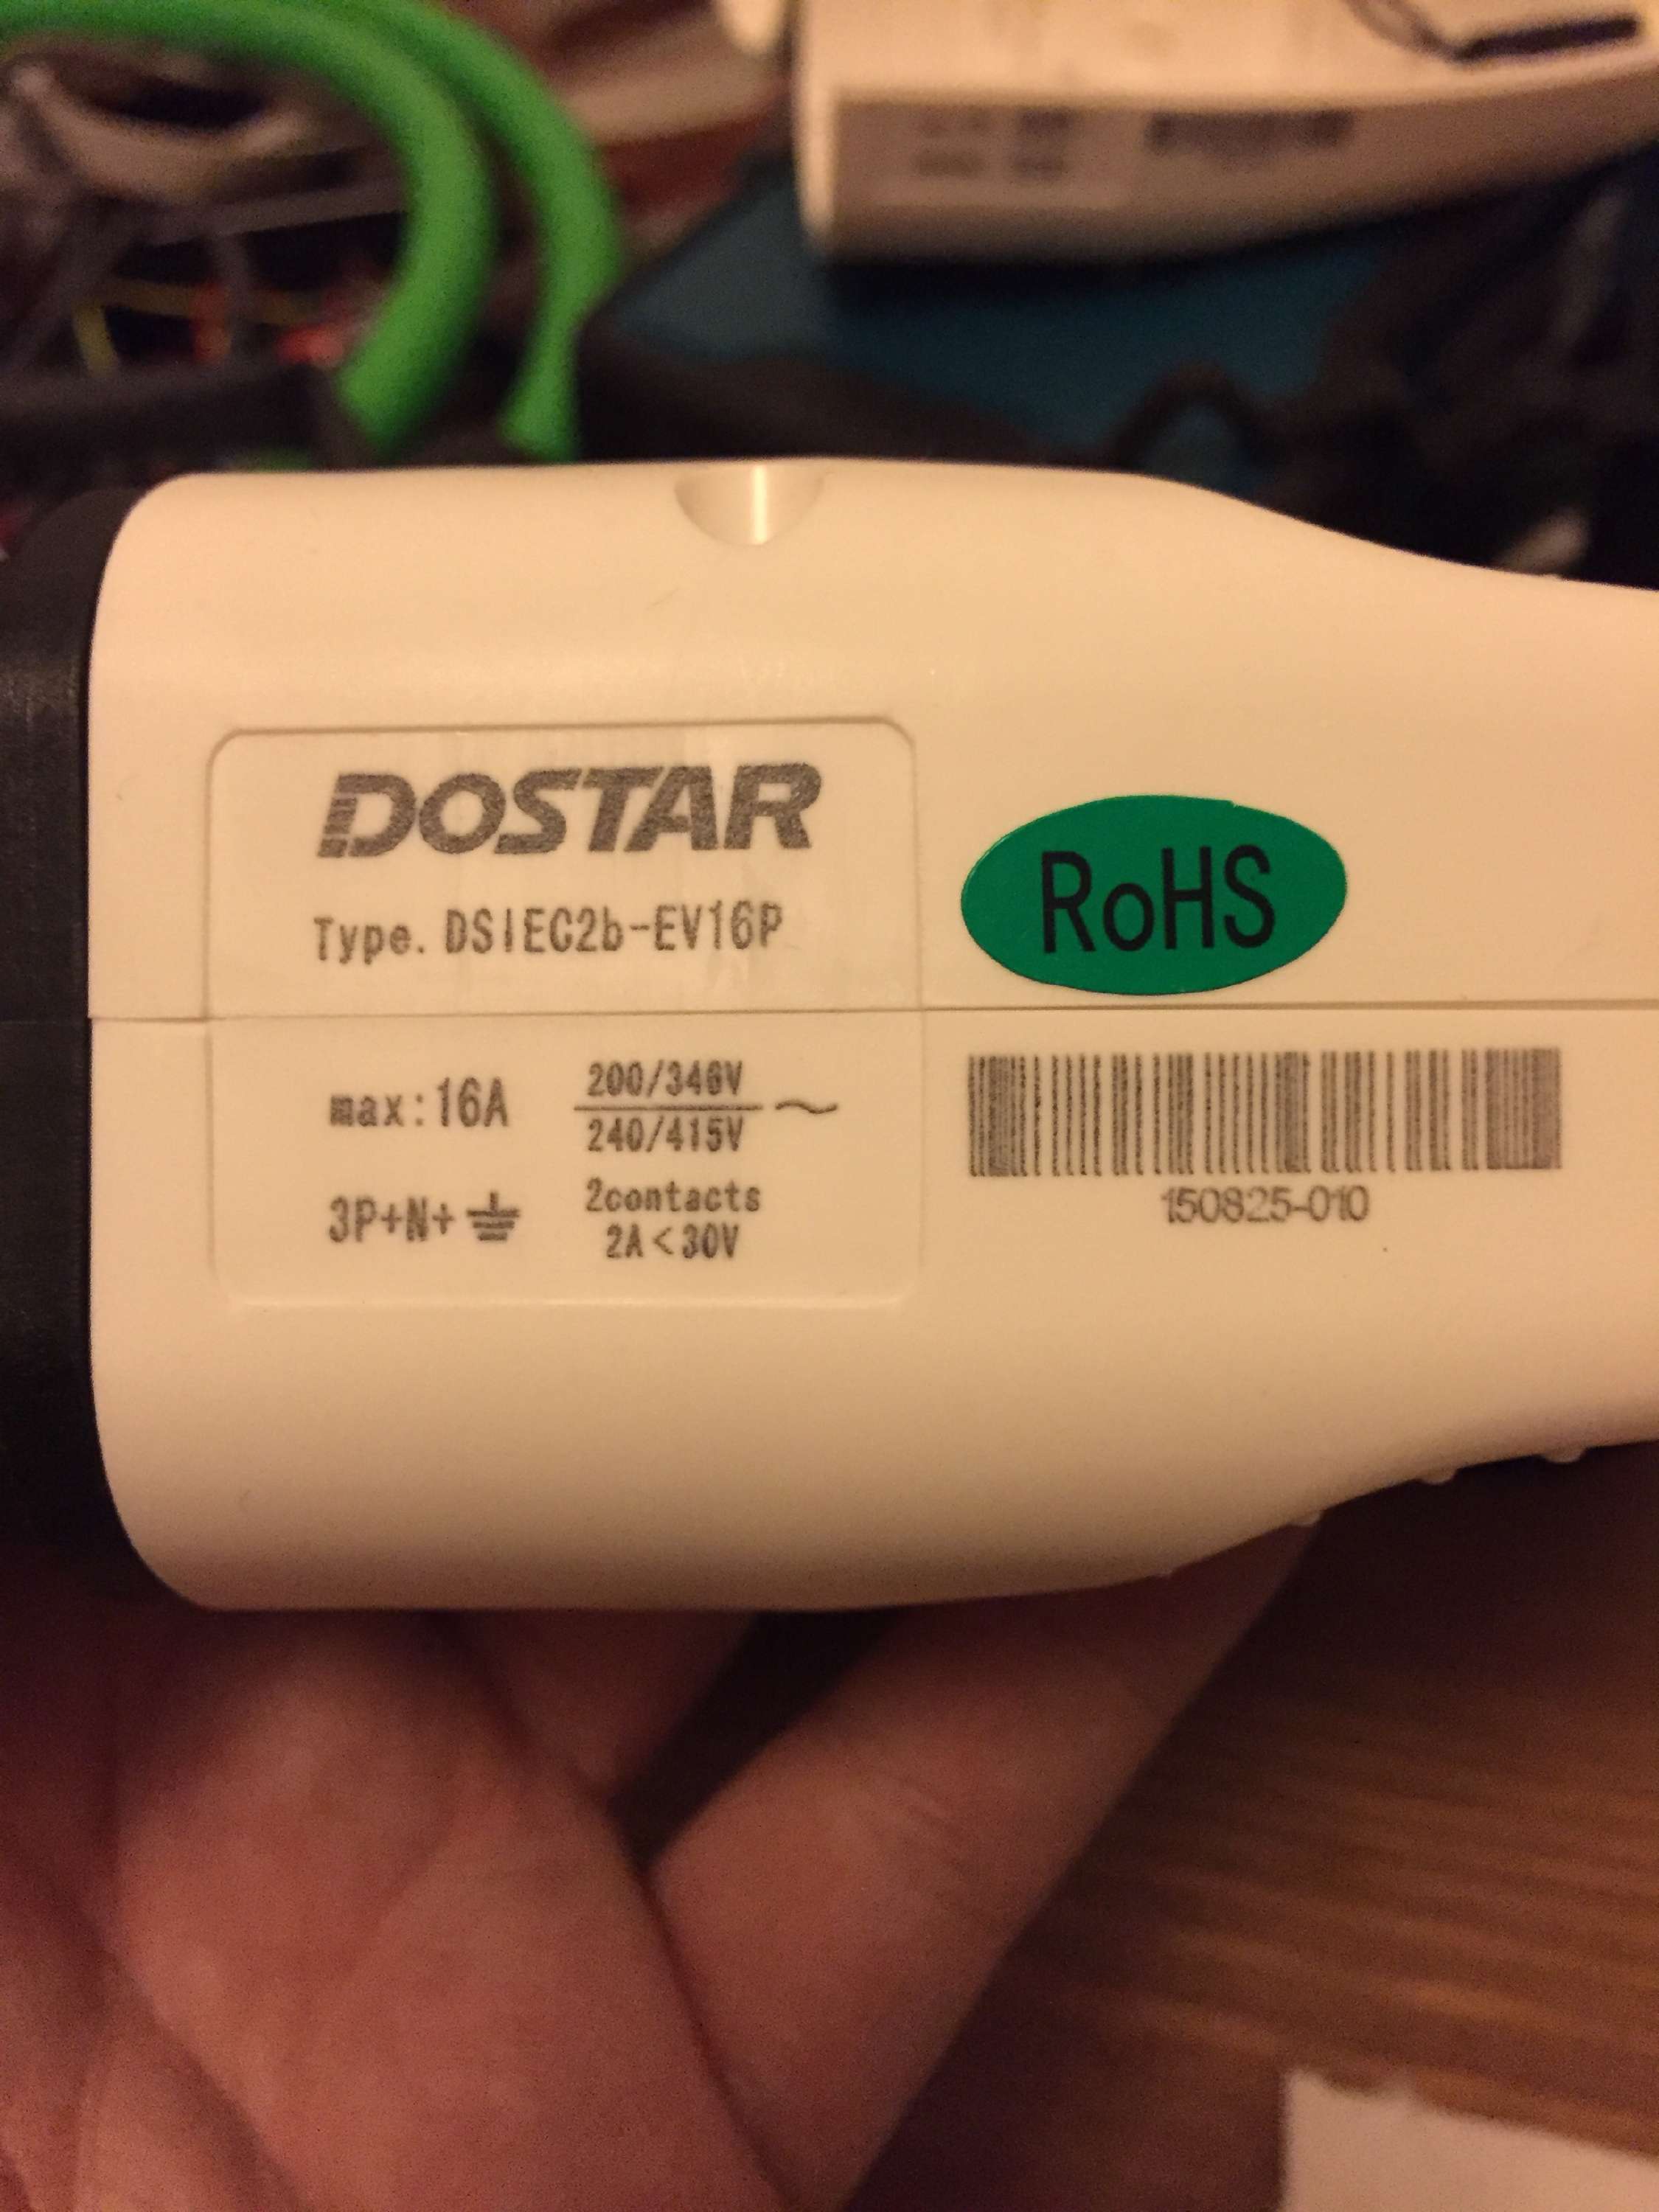 DOSTAR
Type. DSIEC2b-EV16P
RoHS
max:16A
200/346V
240/415V ~
3P+N+⏚
2contacts
2A<30V
150825-010